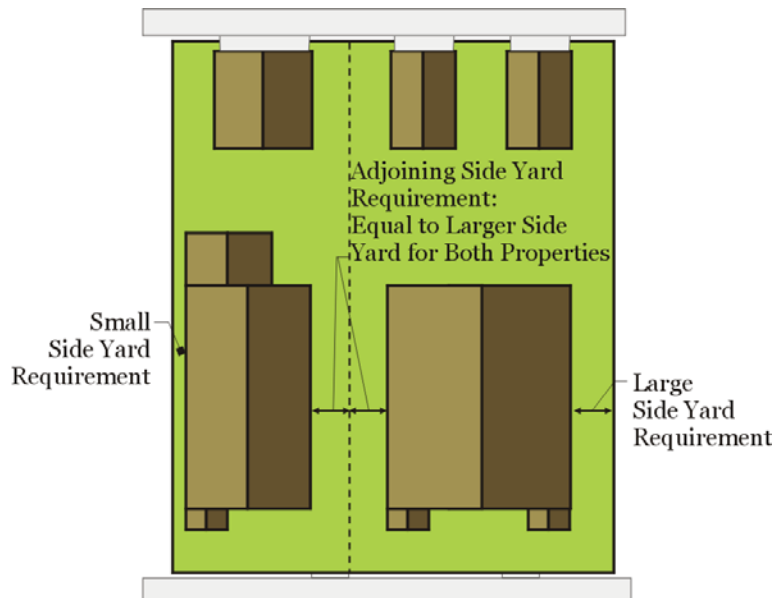 Adjoining Side Yard
Requirement:
Equal to Larger Side
Yard for Both Properties
Small
Side Yard
Requirement
Large
Side Yard
Requirement